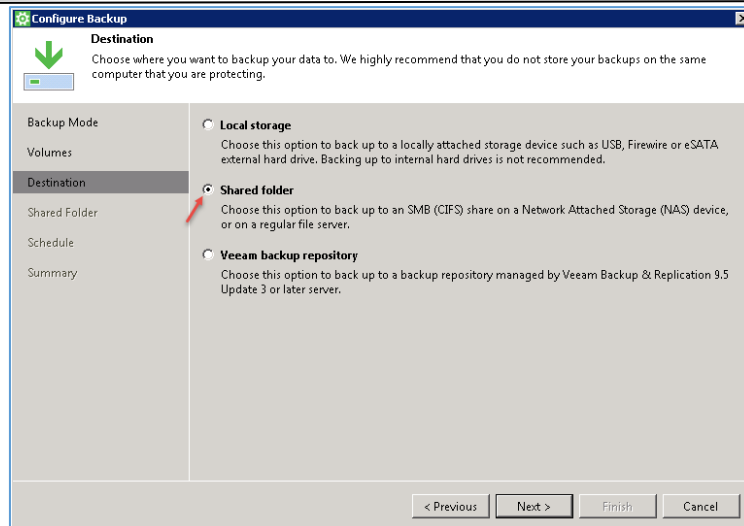 Configure Backup
Destination
Choose where you want to backup your data to. We highly recommend that you do not store your backups on the same
computer that you are protecting.
Backup Mode
Volumes
Destination
Shared Folder
Schedule
Summary
Local storage
Choose this option to back up to a locally attached storage device such as USB, Firewire or eSATA
external hard drive. Backing up to internal hard drives is not recommended.
Shared folder
Choose this option to back up to an SMB (CIFS) share on a Network Attached Storage (NAS) device,
or on a regular file server.
Veeam backup repository
Choose this option to back up to a backup repository managed by Veeam Backup & Replication 9.5
Update 3 or later server.
< Previous
Next >
Finish
Cancel